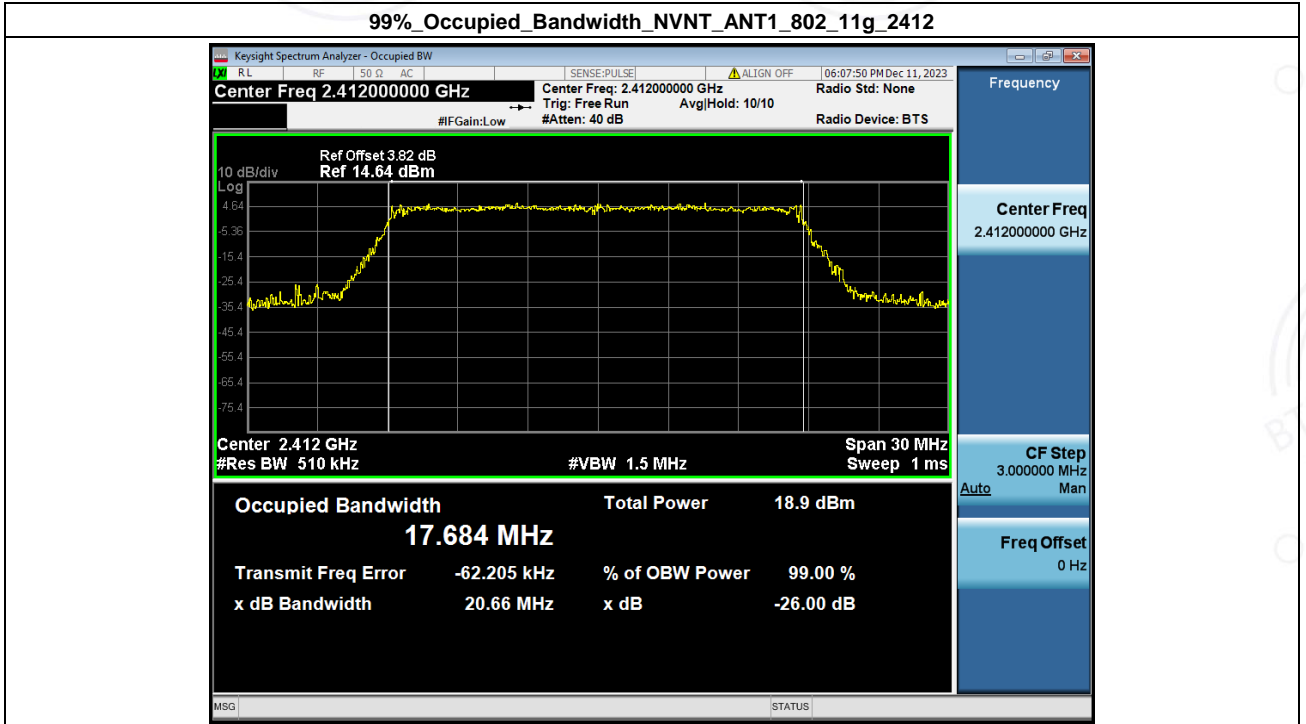 99%_Occupied_Bandwidth_NVNT_ANT1_802_11g_2412
Keysight Spectrum Analyzer - Occupied BW
LXI RL RF 50 Ω AC SENSE:PULSE ALIGN OFF 06:07:50 PM Dec 11, 2023
Center Freq 2.412000000 GHz Center Freq: 2.412000000 GHz Radio Std: None
Trig: Free Run Avg|Hold: 10/10
#IFGain:Low #Atten: 40 dB Radio Device: BTS
Frequency
Ref Offset 3.82 dB
10 dB/div Ref 14.64 dBm
Log
4.64
-5.36
-15.4
-25.4
-35.4
-45.4
-55.4
-65.4
-75.4
Center 2.412 GHz Span 30 MHz
#Res BW 510 kHz #VBW 1.5 MHz Sweep 1 ms
Center Freq
2.412000000 GHz
CF Step
3.000000 MHz
Auto Man
Freq Offset
0 Hz
Occupied Bandwidth Total Power 18.9 dBm
17.684 MHz
Transmit Freq Error -62.205 kHz % of OBW Power 99.00 %
x dB Bandwidth 20.66 MHz x dB -26.00 dB
MSG STATUS